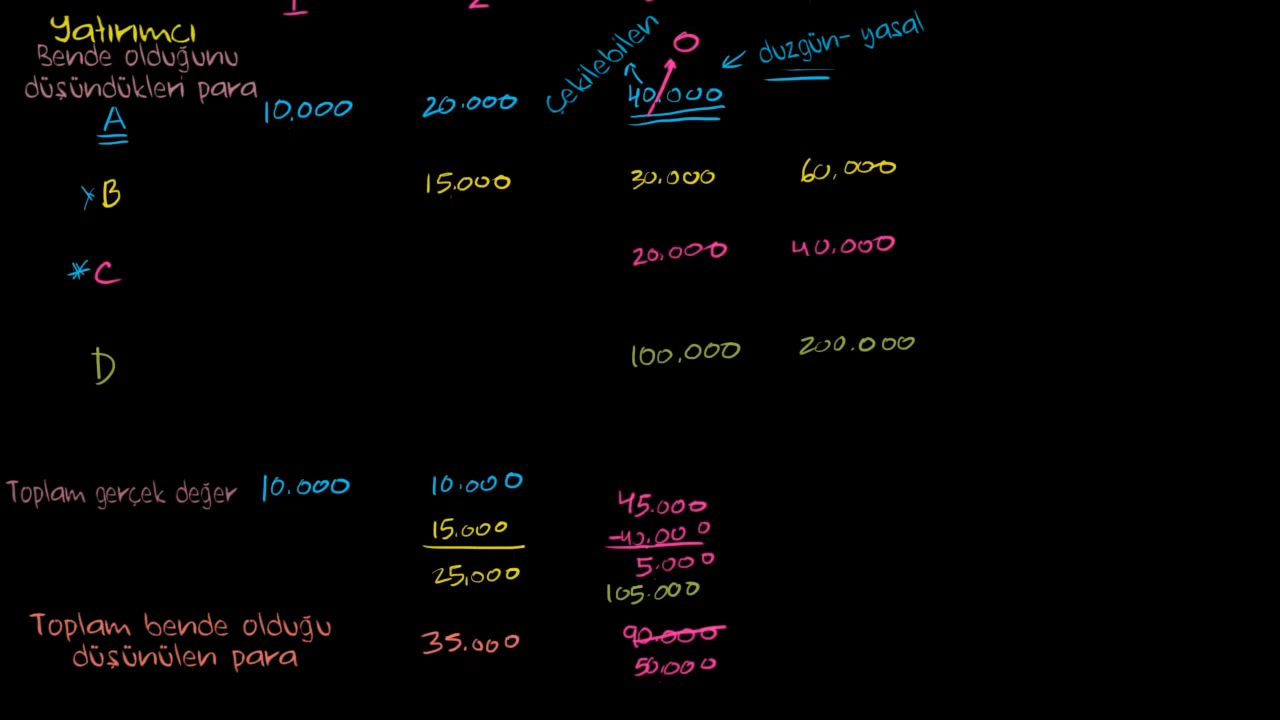 1 2
Yatırımcı
Bende olduğunu
düşündükleri para
çekilebilen
0
düzgün-yasal
A 10.000 20.000 40.000
B 15.000 30.000 60.000
*C 20.000 40.000
D 100.000 200.000
Toplam gerçek değer 10.000 10.000 45.000
15.000 -40.000
25,000 5.000
105.000
Toplam bende olduğu
düşünülen para
35.000 90.000
50.000